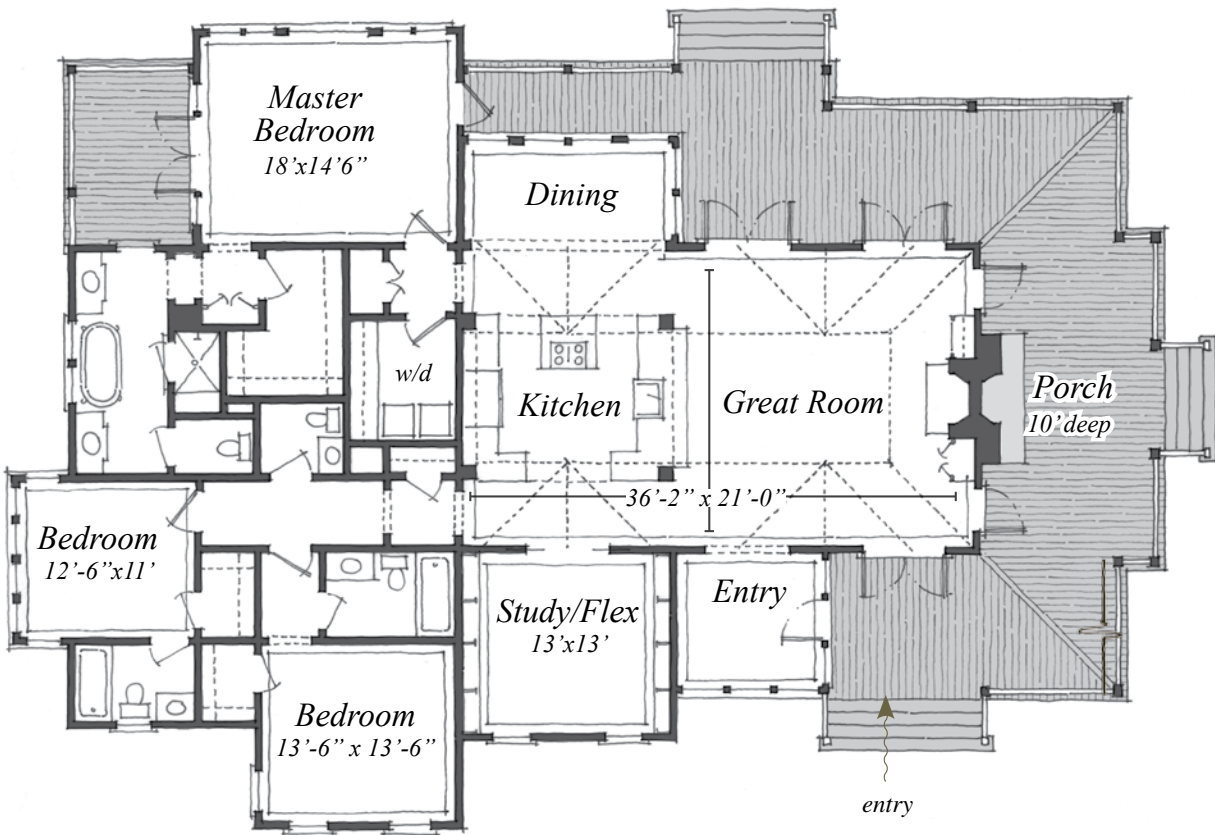 Master
Bedroom
18’x14’6”
Dining
w/d
Kitchen
Great Room
Porch
10’ deep
36’-2” x 21’-0”
Bedroom
12’-6”x11’
Study/Flex
13’x13’
Entry
Bedroom
13’-6” x 13’-6”
entry